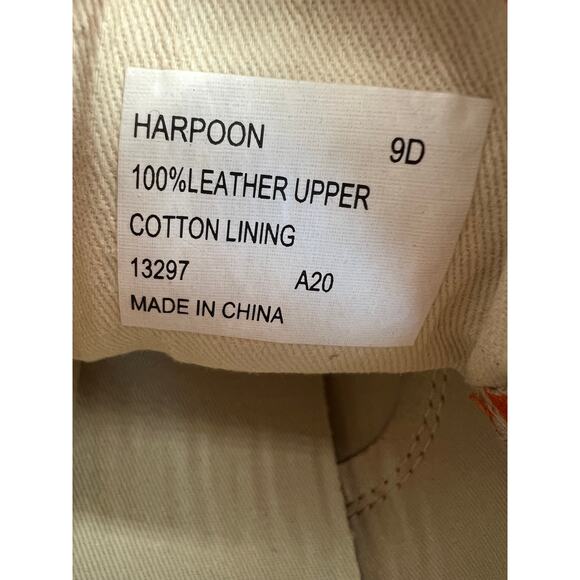 HARPOON 9D
100%LEATHER UPPER
COTTON LINING
13297 A20
MADE IN CHINA